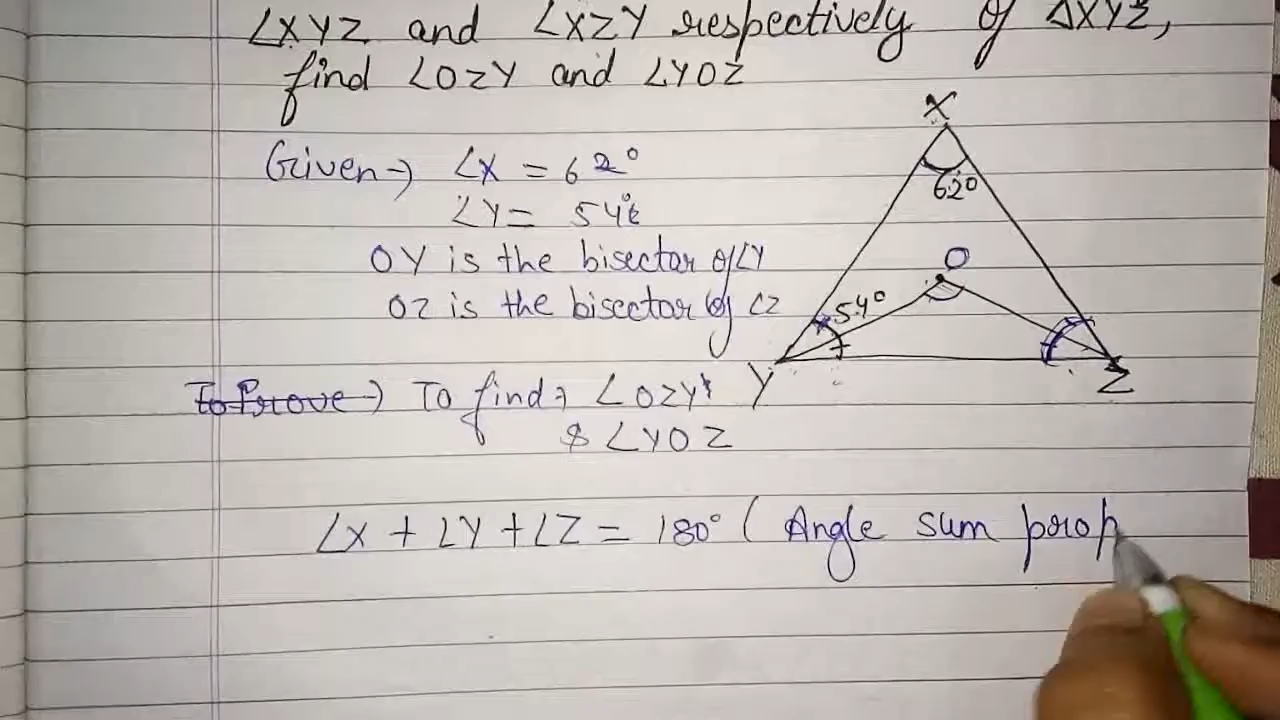 ∠XYZ and ∠XZY respectively of ΔXYZ,
find ∠OZY and ∠YOZ
Given→ ∠X = 62°
∠Y = 54°
OY is the bisector of ∠Y
OZ is the bisector of ∠Z
X
62°
O
54°
Y
Z
To Prove→ To find→ ∠OZY
& ∠YOZ
∠X + ∠Y + ∠Z = 180° ( Angle sum prop